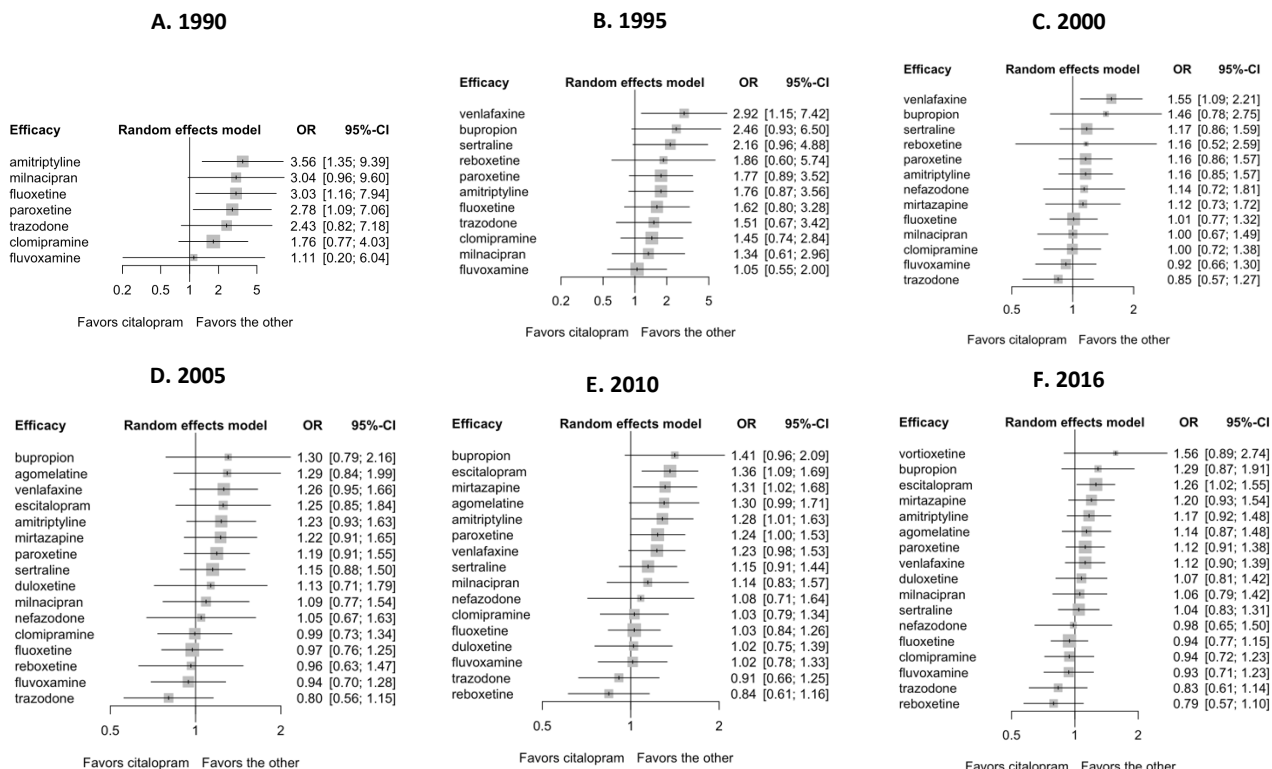 A. 1990
Efficacy Random effects model OR 95%-CI
amitriptyline 3.56 [1.35; 9.39]
milnacipran 3.04 [0.96; 9.60]
fluoxetine 3.03 [1.16; 7.94]
paroxetine 2.78 [1.09; 7.06]
trazodone 2.43 [0.82; 7.18]
clomipramine 1.76 [0.77; 4.03]
fluvoxamine 1.11 [0.20; 6.04]
0.2 0.5 1 2 5
Favors citalopram Favors the other
B. 1995
Efficacy Random effects model OR 95%-CI
venlafaxine 2.92 [1.15; 7.42]
bupropion 2.46 [0.93; 6.50]
sertraline 2.16 [0.96; 4.88]
reboxetine 1.86 [0.60; 5.74]
paroxetine 1.77 [0.89; 3.52]
amitriptyline 1.76 [0.87; 3.56]
fluoxetine 1.62 [0.80; 3.28]
trazodone 1.51 [0.67; 3.42]
clomipramine 1.45 [0.74; 2.84]
milnacipran 1.34 [0.61; 2.96]
fluvoxamine 1.05 [0.55; 2.00]
0.2 0.5 1 2 5
Favors citalopram Favors the other
C. 2000
Efficacy Random effects model OR 95%-CI
venlafaxine 1.55 [1.09; 2.21]
bupropion 1.46 [0.78; 2.75]
sertraline 1.17 [0.86; 1.59]
reboxetine 1.16 [0.52; 2.59]
paroxetine 1.16 [0.86; 1.57]
amitriptyline 1.16 [0.85; 1.57]
nefazodone 1.14 [0.72; 1.81]
mirtazapine 1.12 [0.73; 1.72]
fluoxetine 1.01 [0.77; 1.32]
milnacipran 1.00 [0.67; 1.49]
clomipramine 1.00 [0.72; 1.38]
fluvoxamine 0.92 [0.66; 1.30]
trazodone 0.85 [0.57; 1.27]
0.5 1 2
Favors citalopram Favors the other
D. 2005
Efficacy Random effects model OR 95%-CI
bupropion 1.30 [0.79; 2.16]
agomelatine 1.29 [0.84; 1.99]
venlafaxine 1.26 [0.95; 1.66]
escitalopram 1.25 [0.85; 1.84]
amitriptyline 1.23 [0.93; 1.63]
mirtazapine 1.22 [0.91; 1.65]
paroxetine 1.19 [0.91; 1.55]
sertraline 1.15 [0.88; 1.50]
duloxetine 1.13 [0.71; 1.79]
milnacipran 1.09 [0.77; 1.54]
nefazodone 1.05 [0.67; 1.63]
clomipramine 0.99 [0.73; 1.34]
fluoxetine 0.97 [0.76; 1.25]
reboxetine 0.96 [0.63; 1.47]
fluvoxamine 0.94 [0.70; 1.28]
trazodone 0.80 [0.56; 1.15]
0.5 1 2
Favors citalopram Favors the other
E. 2010
Efficacy Random effects model OR 95%-CI
bupropion 1.41 [0.96; 2.09]
escitalopram 1.36 [1.09; 1.69]
mirtazapine 1.31 [1.02; 1.68]
agomelatine 1.30 [0.99; 1.71]
amitriptyline 1.28 [1.01; 1.63]
paroxetine 1.24 [1.00; 1.53]
venlafaxine 1.23 [0.98; 1.53]
sertraline 1.15 [0.91; 1.44]
milnacipran 1.14 [0.83; 1.57]
nefazodone 1.08 [0.71; 1.64]
clomipramine 1.03 [0.79; 1.34]
fluoxetine 1.03 [0.84; 1.26]
duloxetine 1.02 [0.75; 1.39]
fluvoxamine 1.02 [0.78; 1.33]
trazodone 0.91 [0.66; 1.25]
reboxetine 0.84 [0.61; 1.16]
0.5 1 2
Favors citalopram Favors the other
F. 2016
Efficacy Random effects model OR 95%-CI
vortioxetine 1.56 [0.89; 2.74]
bupropion 1.29 [0.87; 1.91]
escitalopram 1.26 [1.02; 1.55]
mirtazapine 1.20 [0.93; 1.54]
amitriptyline 1.17 [0.92; 1.48]
agomelatine 1.14 [0.87; 1.48]
paroxetine 1.12 [0.91; 1.38]
venlafaxine 1.12 [0.90; 1.39]
duloxetine 1.07 [0.81; 1.42]
milnacipran 1.06 [0.79; 1.42]
sertraline 1.04 [0.83; 1.31]
nefazodone 0.98 [0.65; 1.50]
fluoxetine 0.94 [0.77; 1.15]
clomipramine 0.94 [0.72; 1.23]
fluvoxamine 0.93 [0.71; 1.23]
trazodone 0.83 [0.61; 1.14]
reboxetine 0.79 [0.57; 1.10]
0.5 1 2
Favors citalopram Favors the other